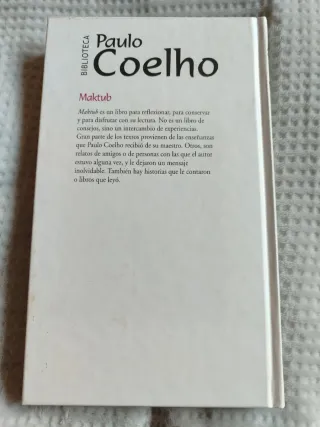 BIBLIOTECA
Paulo
Coelho
Maktub
Maktub es un libro para reflexionar, para conservar
y para disfrutar con su lectura. No es un libro de
consejos, sino un intercambio de experiencias.
Gran parte de los textos provienen de las enseñanzas
que Paulo Coelho recibió de su maestro. Otros, son
relatos de amigos o de personas con las que el autor
estuvo alguna vez, y le dejaron un mensaje
inolvidable. También hay historias que le contaron
o libros que leyó.